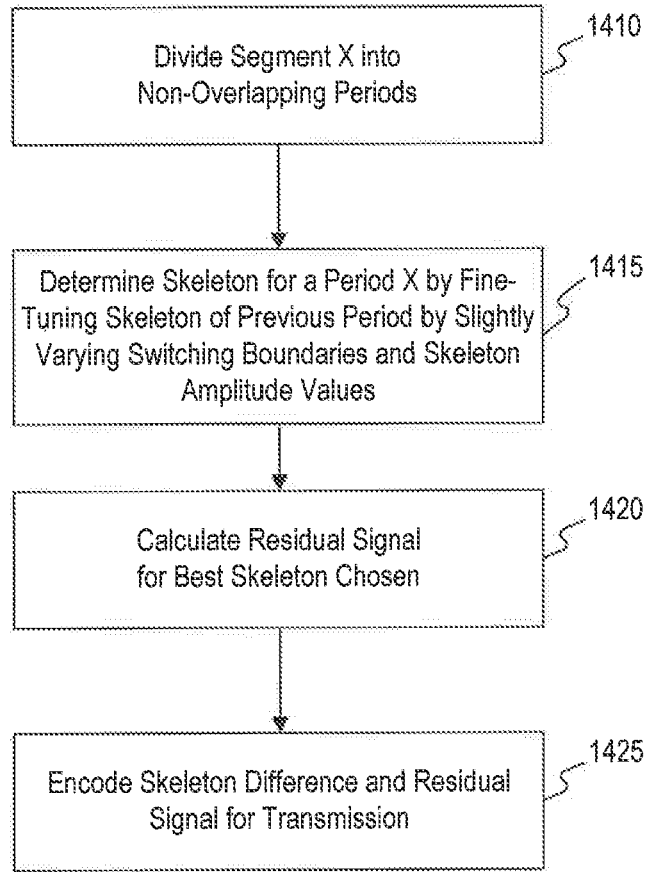 1410
Divide Segment X into
Non-Overlapping Periods
1415
Determine Skeleton for a Period X by Fine-
Tuning Skeleton of Previous Period by Slightly
Varying Switching Boundaries and Skeleton
Amplitude Values
1420
Calculate Residual Signal
for Best Skeleton Chosen
1425
Encode Skeleton Difference and Residual
Signal for Transmission